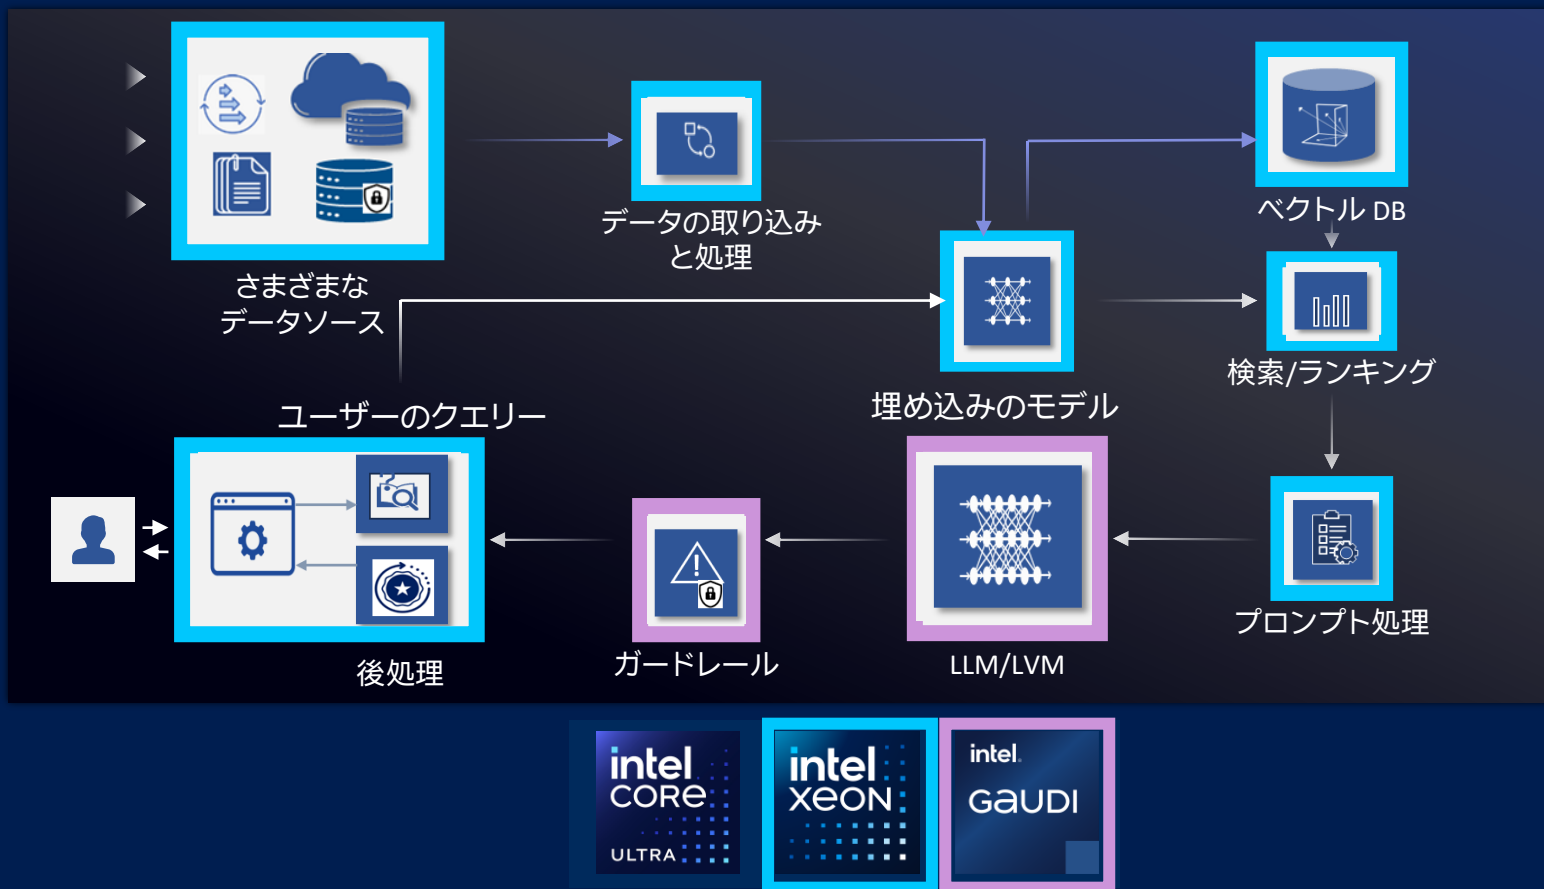 さまざまな
データソース
データの取り込み
と処理
ベクトル DB
埋め込みのモデル
検索/ランキング
ユーザーのクエリー
後処理
ガードレール
LLM/LVM
プロンプト処理
intel
CORE
ULTRA
intel
XEON
intel.
GAUDI